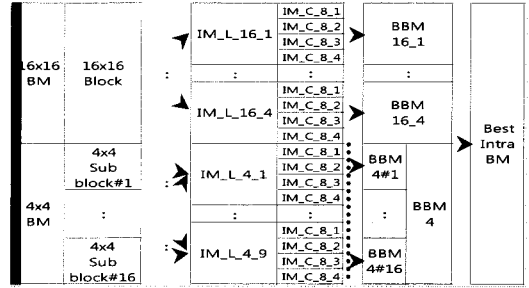 16x16
BM
16x16
Block
:
IM_L_16_1
IM_C_8_1
IM_C_8_2
IM_C_8_3
IM_C_8_4
BBM
16_1
:
:
:
IM_L_16_4
IM_C_8_1
IM_C_8_2
IM_C_8_3
IM_C_8_4
BBM
16_4
4x4
BM
4x4
Sub
block#1
:
IM_L_4_1
IM_C_8_1
IM_C_8_2
IM_C_8_3
IM_C_8_4
BBM
4#1
:
:
:
:
4x4
Sub
block#16
:
IM_L_4_9
IM_C_8_1
IM_C_8_2
IM_C_8_3
IM_C_8_4
BBM
4#16
BBM
4
Best
Intra
BM